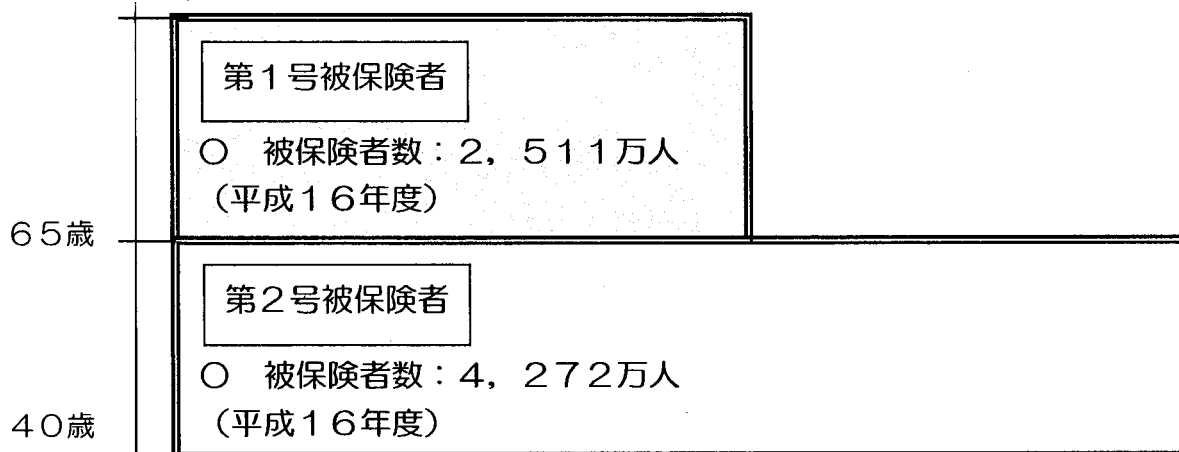 第１号被保険者
○　被保険者数：２，５１１万人
（平成１６年度）
６５歳
第２号被保険者
○　被保険者数：４，２７２万人
（平成１６年度）
４０歳